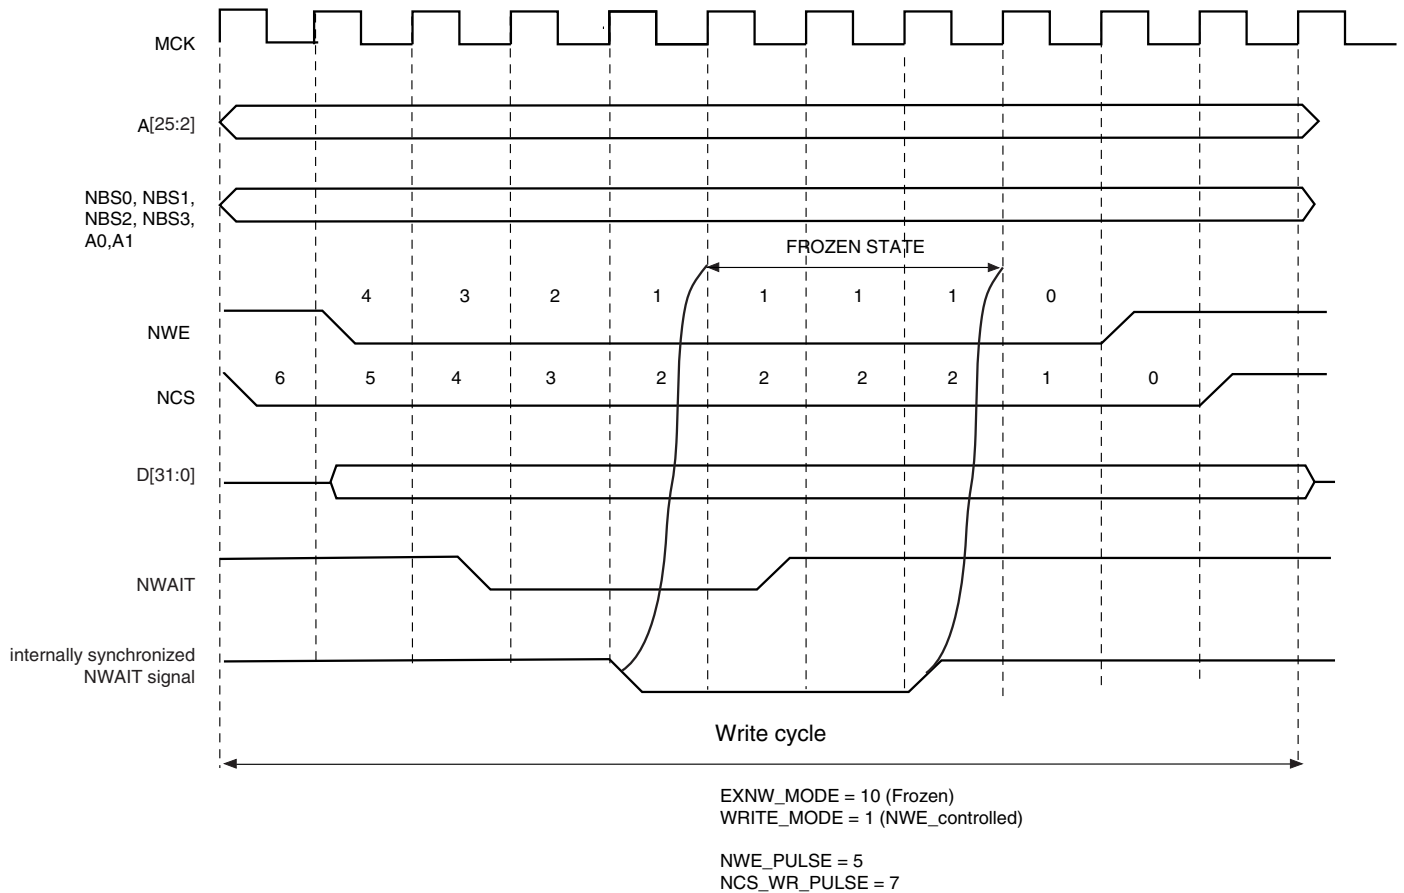 MCK
A[25:2]
NBS0, NBS1,
NBS2, NBS3,
A0,A1
FROZEN STATE
4 3 2 1 1 1 1 0
NWE
6 5 4 3 2 2 2 2 1 0
NCS
D[31:0]
NWAIT
internally synchronized
NWAIT signal
Write cycle
EXNW_MODE = 10 (Frozen)
WRITE_MODE = 1 (NWE_controlled)
NWE_PULSE = 5
NCS_WR_PULSE = 7